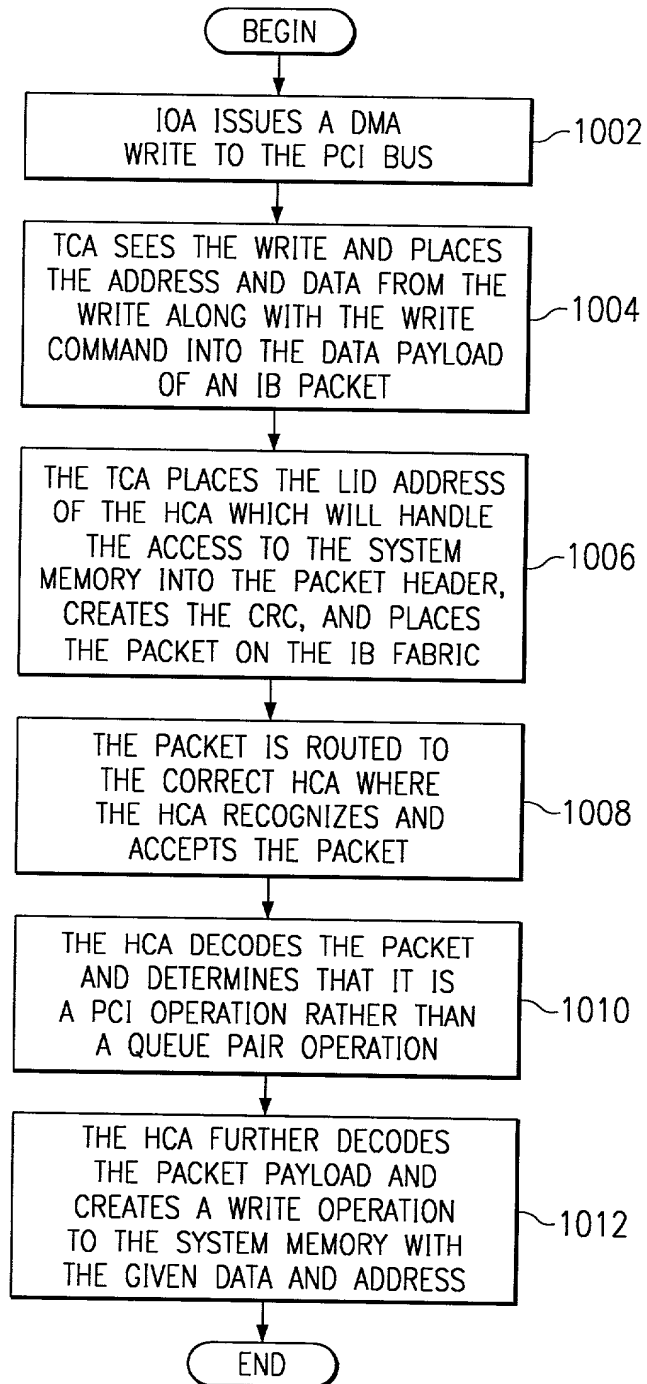 BEGIN
IOA ISSUES A DMA
WRITE TO THE PCI BUS
1002
TCA SEES THE WRITE AND PLACES
THE ADDRESS AND DATA FROM THE
WRITE ALONG WITH THE WRITE
COMMAND INTO THE DATA PAYLOAD
OF AN IB PACKET
1004
THE TCA PLACES THE LID ADDRESS
OF THE HCA WHICH WILL HANDLE
THE ACCESS TO THE SYSTEM
MEMORY INTO THE PACKET HEADER,
CREATES THE CRC, AND PLACES
THE PACKET ON THE IB FABRIC
1006
THE PACKET IS ROUTED TO
THE CORRECT HCA WHERE
THE HCA RECOGNIZES AND
ACCEPTS THE PACKET
1008
THE HCA DECODES THE PACKET
AND DETERMINES THAT IT IS
A PCI OPERATION RATHER THAN
A QUEUE PAIR OPERATION
1010
THE HCA FURTHER DECODES
THE PACKET PAYLOAD AND
CREATES A WRITE OPERATION
TO THE SYSTEM MEMORY WITH
THE GIVEN DATA AND ADDRESS
1012
END